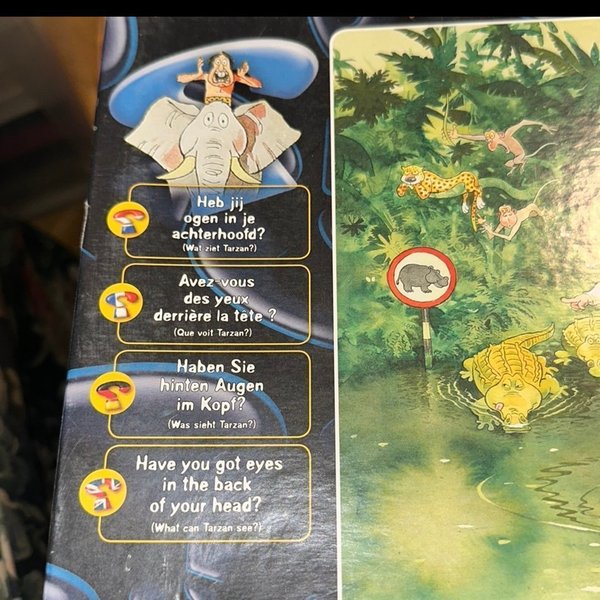 Heb jij
ogen in je
achterhoofd?
(Wat ziet Tarzan?)
Avez-vous
des yeux
derrière la tête ?
(Que voit Tarzan?)
Haben Sie
hinten Augen
im Kopf?
(Was sieht Tarzan?)
Have you got eyes
in the back
of your head?
(What can Tarzan see?)